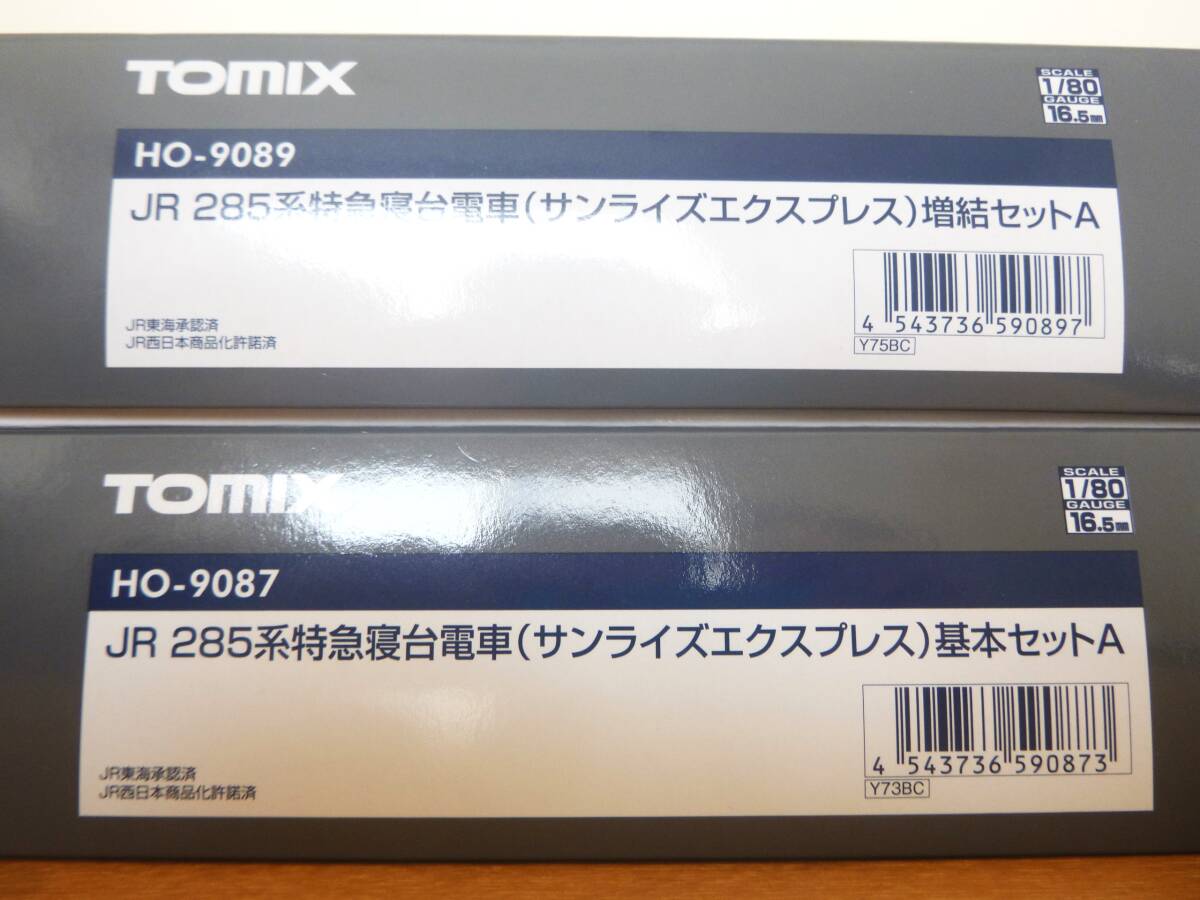 TOMIX
SCALE
1/80
GAUGE
16.5mm
HO-9089
JR 285系特急寝台電車(サンライズエクスプレス)増結セットA
JR東海承認済
JR西日本商品化許諾済
4 543736 590897
Y75BC
TOMIX
SCALE
1/80
GAUGE
16.5mm
HO-9087
JR 285系特急寝台電車(サンライズエクスプレス)基本セットA
JR東海承認済
JR西日本商品化許諾済
4 543736 590873
Y73BC